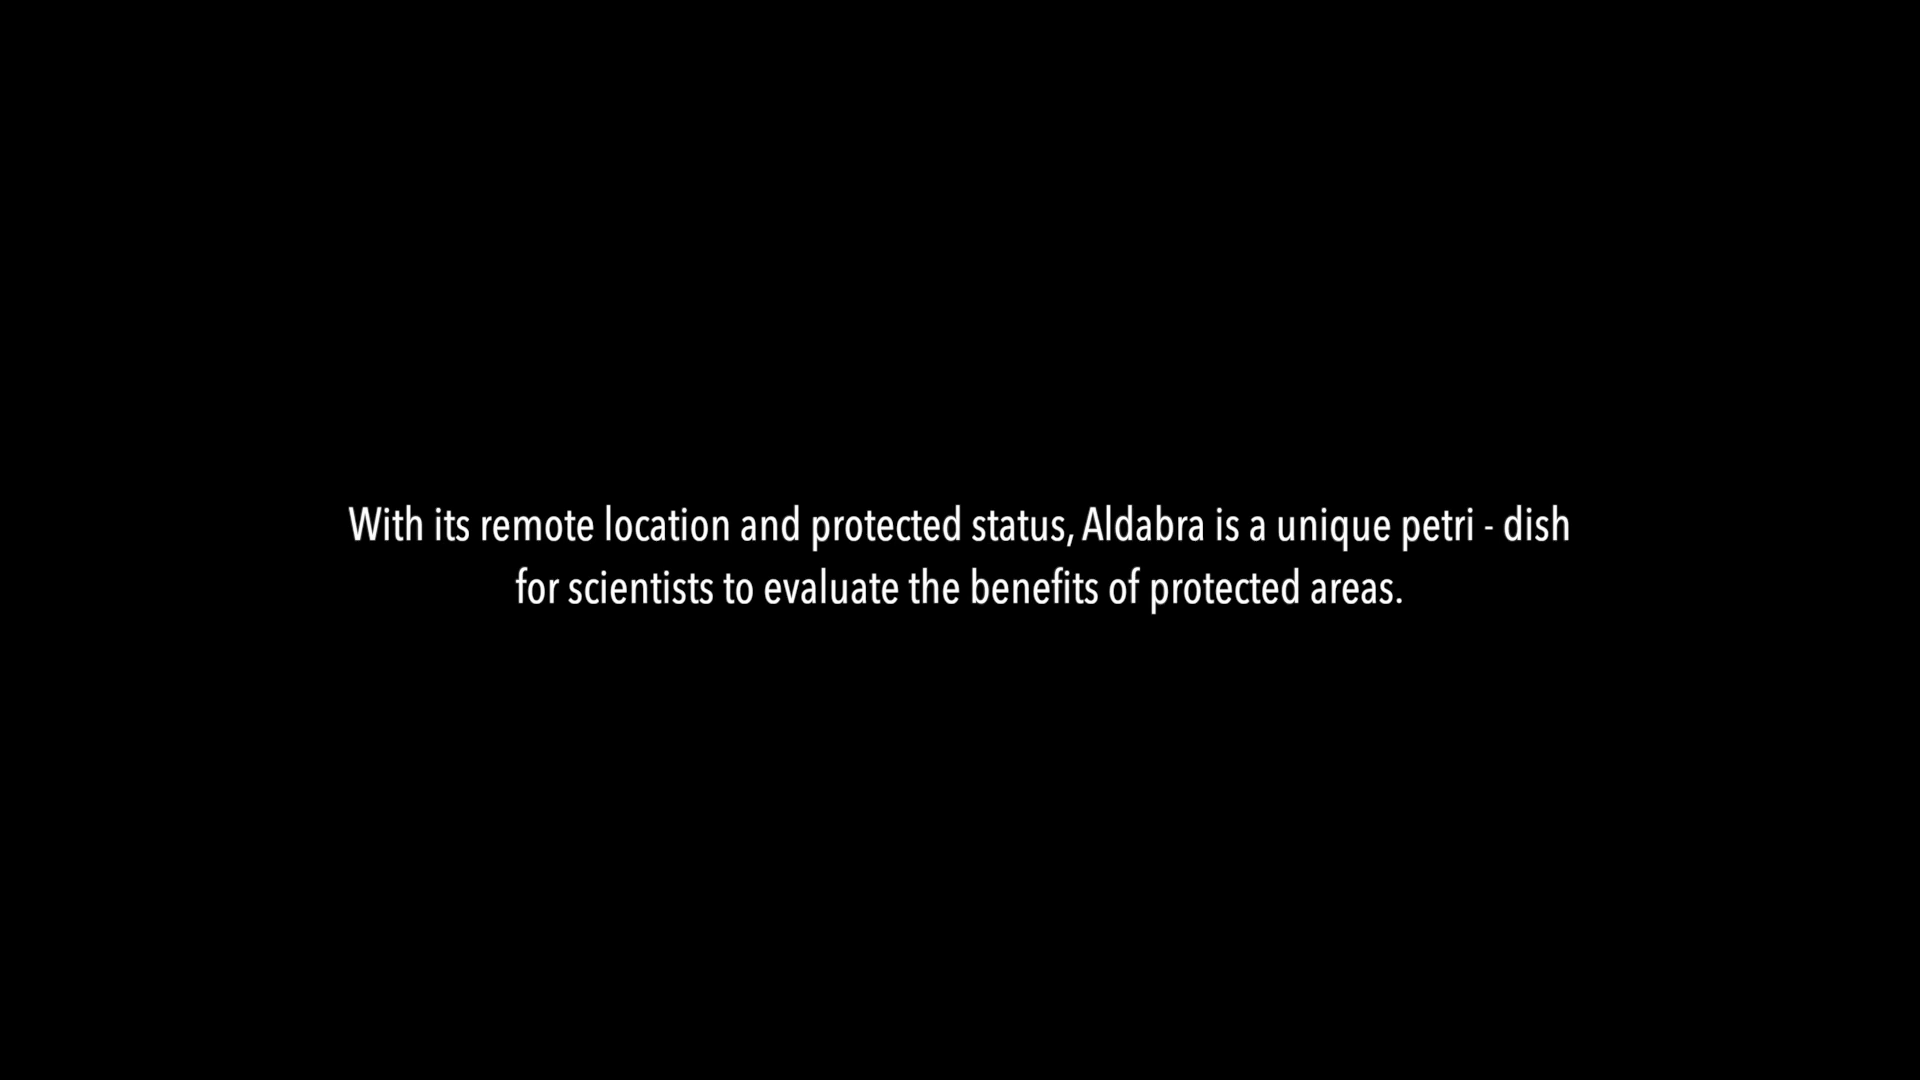 With its remote location and protected status, Aldabra is a unique petri - dish
for scientists to evaluate the benefits of protected areas.